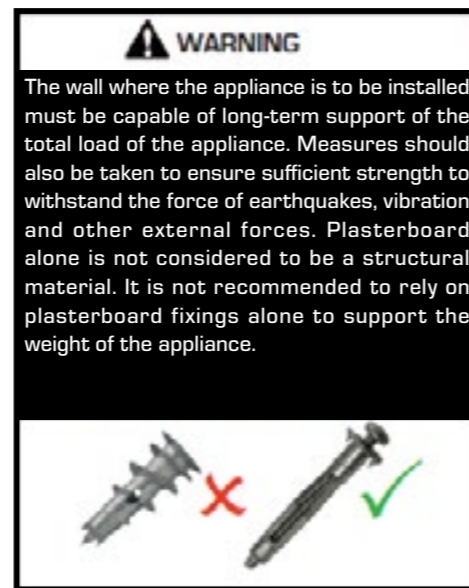 WARNING
The wall where the appliance is to be installed
must be capable of long-term support of the
total load of the appliance. Measures should
also be taken to ensure sufficient strength to
withstand the force of earthquakes, vibration
and other external forces. Plasterboard
alone is not considered to be a structural
material. It is not recommended to rely on
plasterboard fixings alone to support the
weight of the appliance.